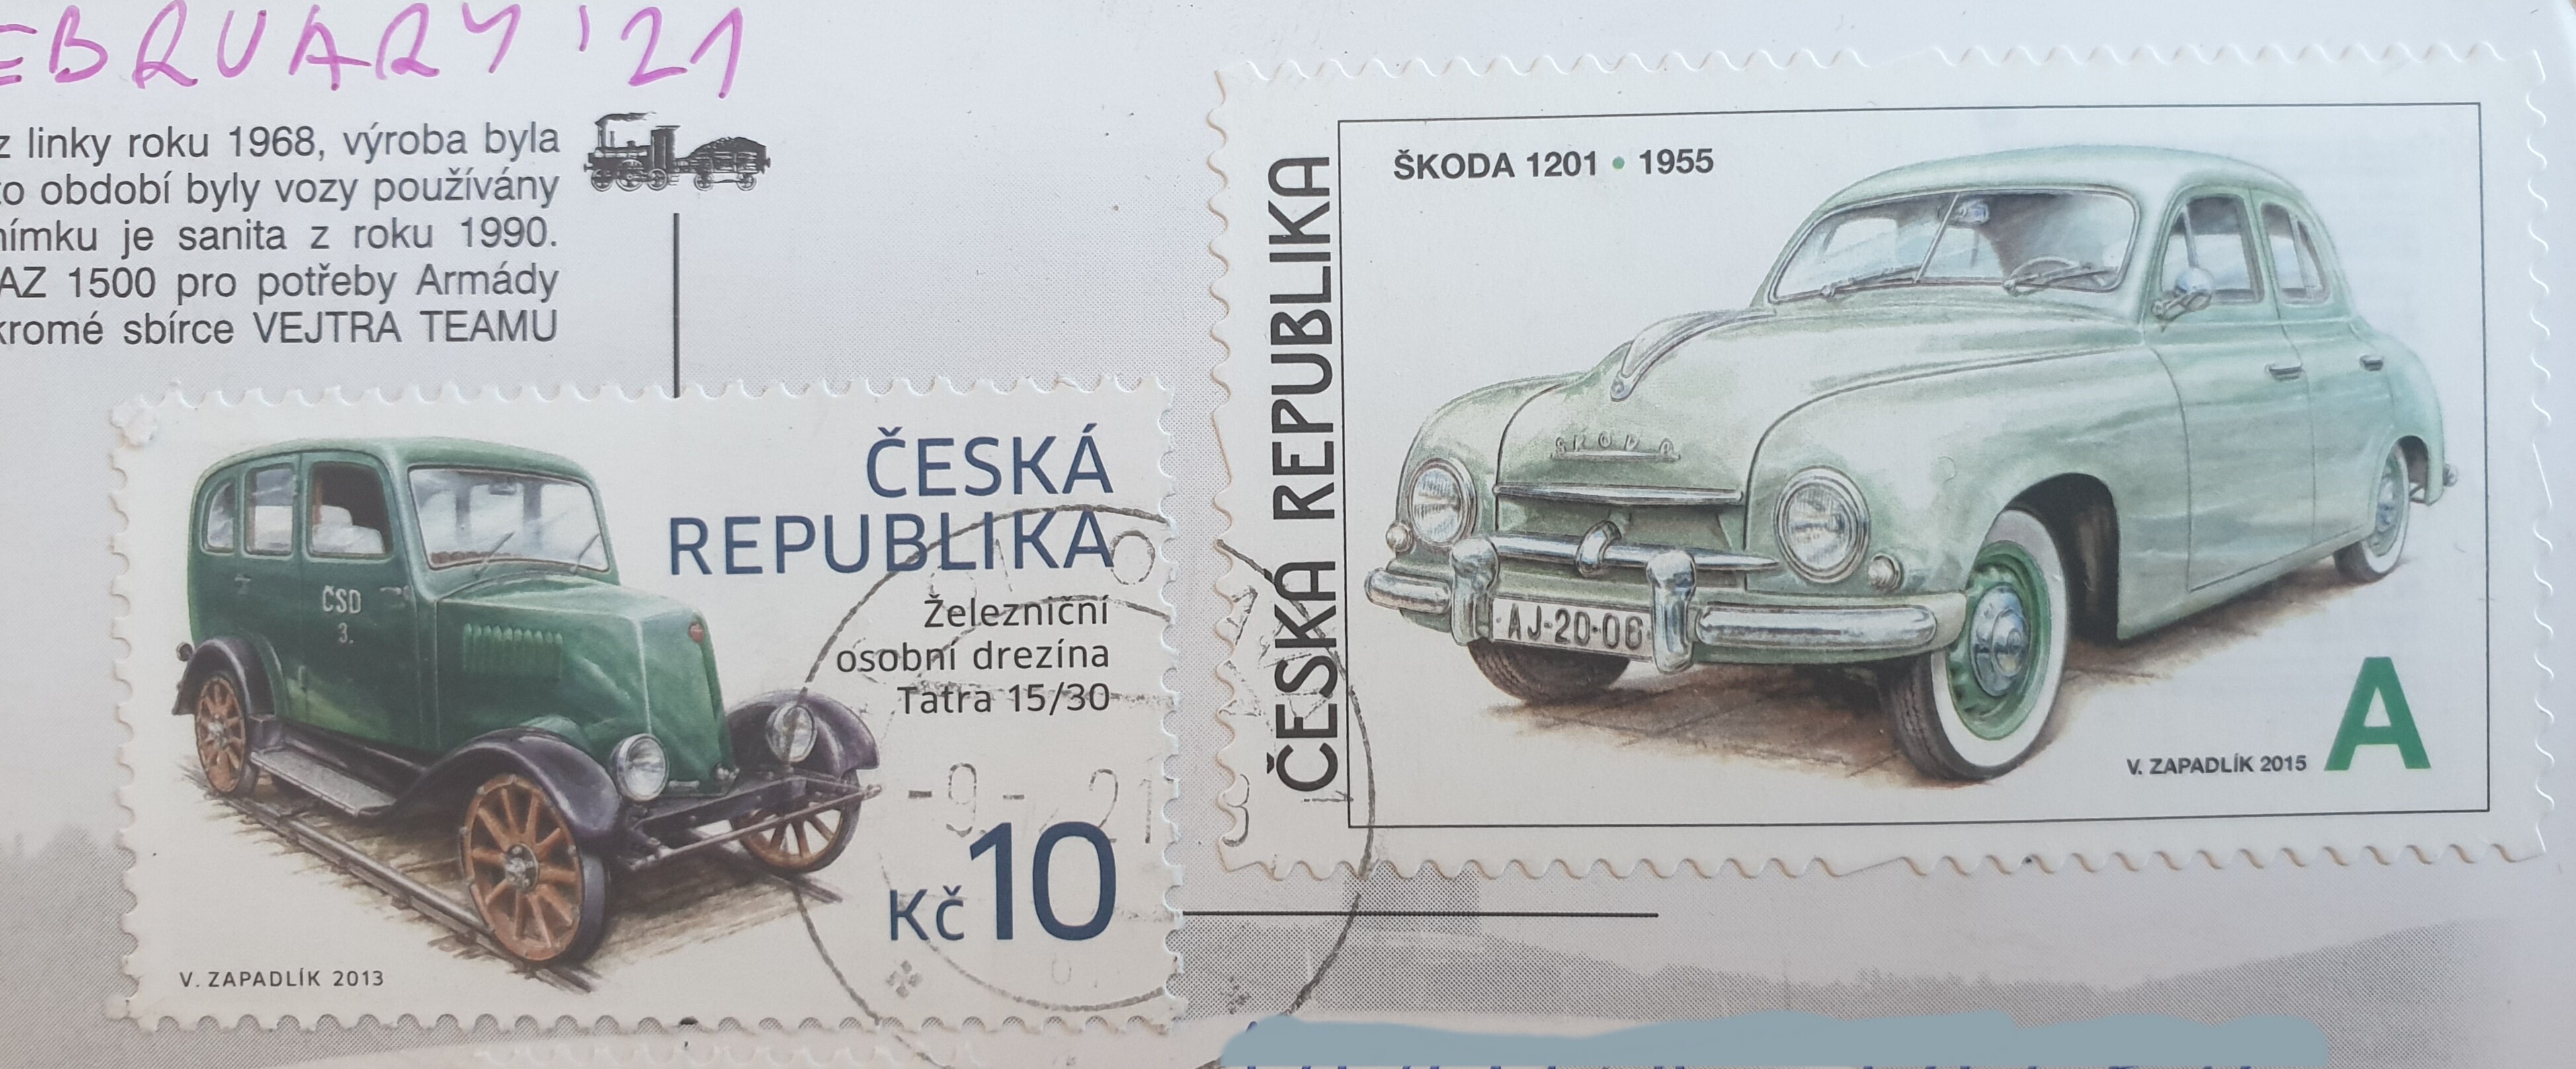 EBRUARY '21
z linky roku 1968, výroba byla
to období byly vozy používány
nímku je sanita z roku 1990.
AZ 1500 pro potřeby Armády
kromé sbírce VEJTRA TEAMU
ČESKÁ
REPUBLIKA
Železniční
osobní drezína
Tatra 15/30
ČSD
3.
-9.- 21
Kč 10
V. ZAPADLÍK 2013
ČESKÁ REPUBLIKA
ŠKODA 1201 • 1955
SKODA
AJ-20-06
V. ZAPADLÍK 2015
A